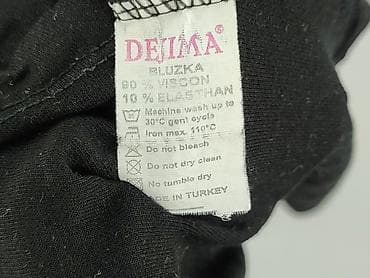 DEJIMA®
BLUZKA
90 % VISCON
10 % ELASTHAN
Machine wash up to
30°C gent cycle
Iron max. 110°C
Do not bleach
Do not dry clean
No tumble dry
DE IN TURKEY